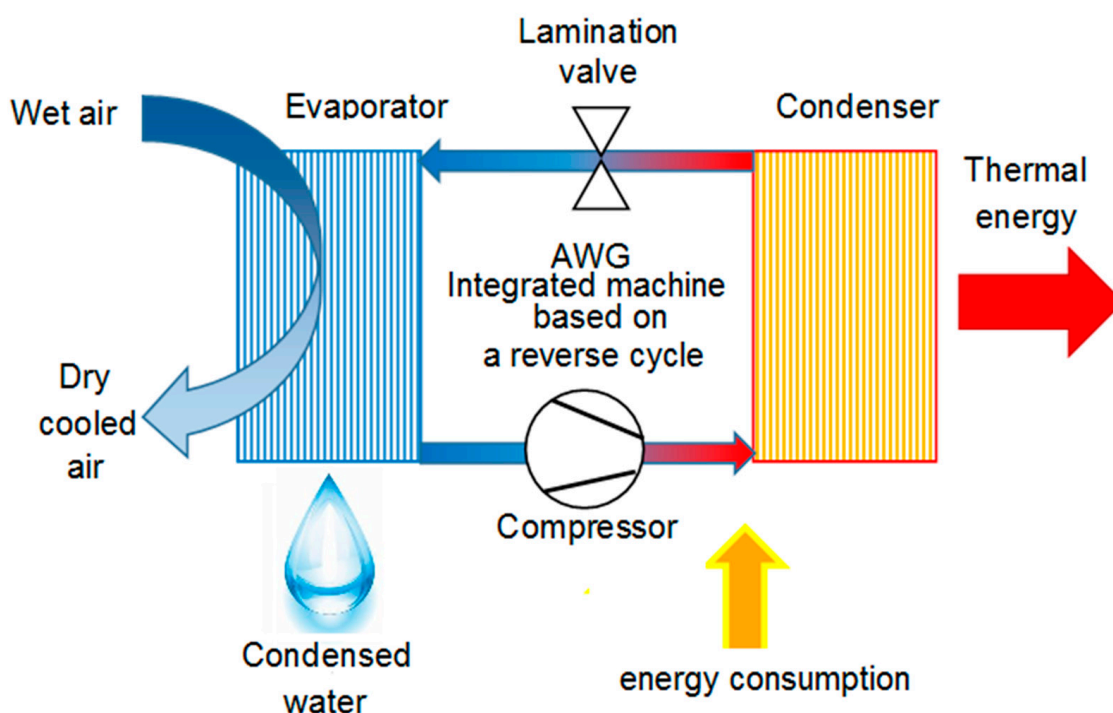 Lamination
valve
Wet air
Evaporator
Condenser
Thermal
energy
AWG
Integrated machine
based on
a reverse cycle
Dry
cooled
air
Compressor
Condensed
water
energy consumption